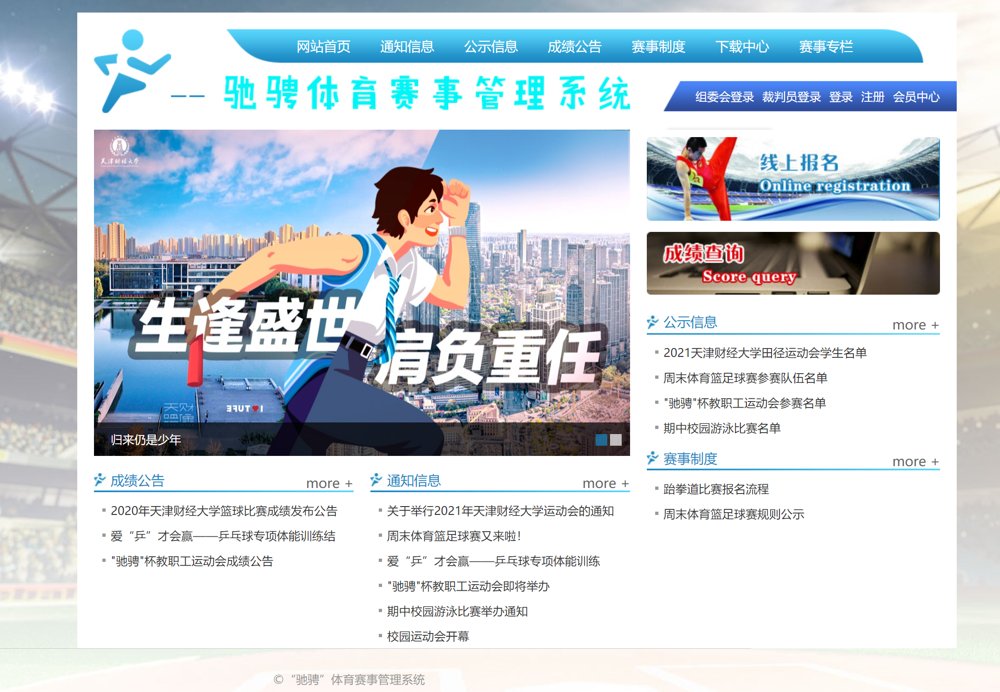 网站首页 通知信息 公示信息 成绩公告 赛事制度 下载中心 赛事专栏
——驰骋体育赛事管理系统
组委会登录 裁判员登录 登录 注册 会员中心
天津财经大学
生逢盛世
肩负重任
天财
I♥TUFE
归来仍是少年
线上报名
Online registration
成绩查询
Score query
公示信息 more +
2021天津财经大学田径运动会学生名单
周末体育篮足球赛参赛队伍名单
"驰骋"杯教职工运动会参赛名单
期中校园游泳比赛名单
赛事制度 more +
跆拳道比赛报名流程
周末体育篮足球赛规则公示
成绩公告 more +
2020年天津财经大学篮球比赛成绩发布公告
爱“乒”才会赢——乒乓球专项体能训练结
"驰骋"杯教职工运动会成绩公告
通知信息 more +
关于举行2021年天津财经大学运动会的通知
周末体育篮足球赛又来啦！
爱“乒”才会赢——乒乓球专项体能训练
"驰骋"杯教职工运动会即将举办
期中校园游泳比赛举办通知
校园运动会开幕
©“驰骋”体育赛事管理系统